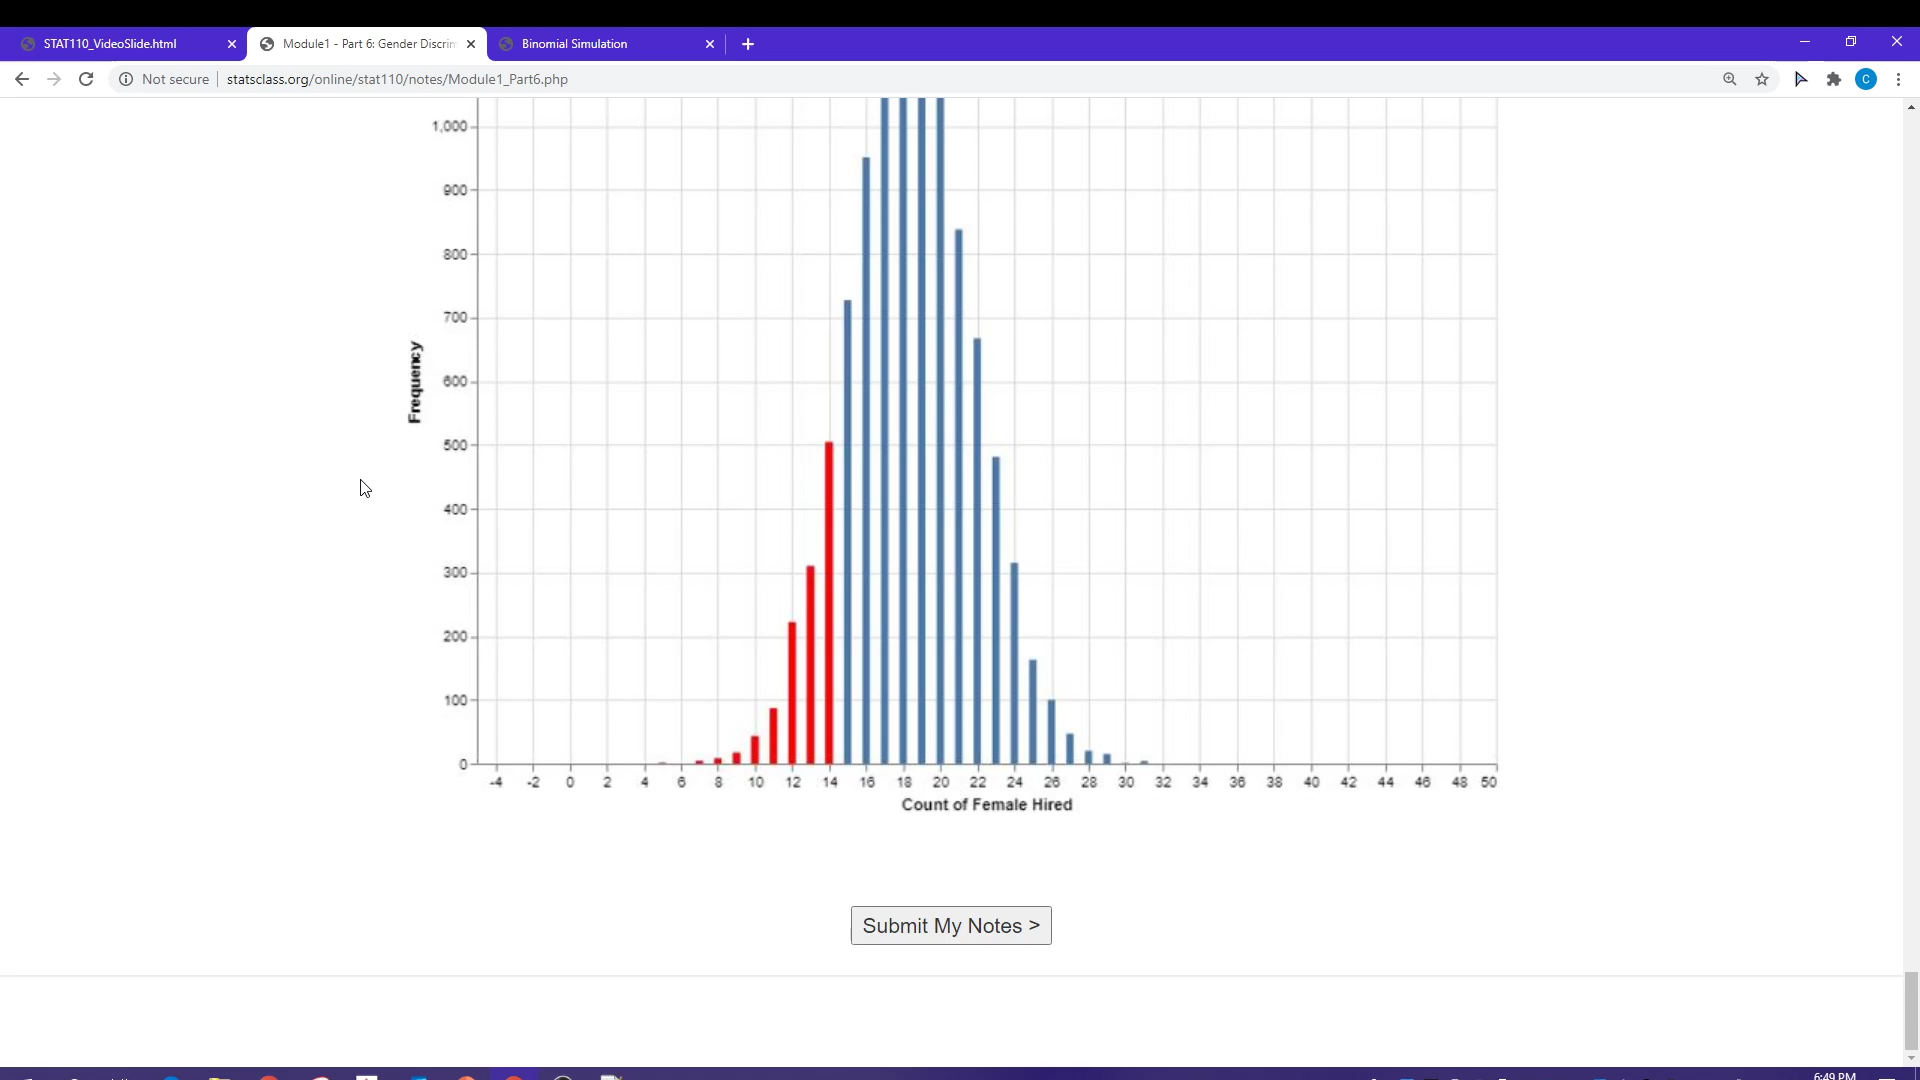 STAT110_VideoSlide.html
Module1 - Part 6: Gender Discrim
Binomial Simulation
Not secure
statsclass.org/online/stat110/notes/Module1_Part6.php
C
1,000
900
800
700
600
500
400
300
200
100
0
Frequency
-4 -2 0 2 4 6 8 10 12 14 16 18 20 22 24 26 28 30 32 34 36 38 40 42 44 46 48 50
Count of Female Hired
Submit My Notes >
6:49 PM